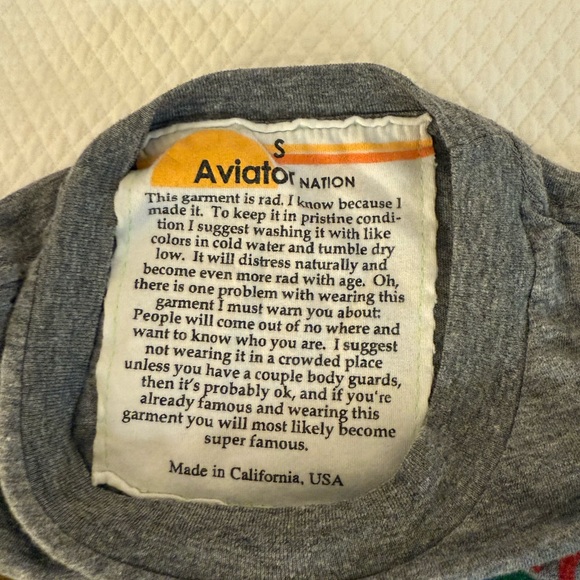 S
Aviator NATION
This garment is rad. I know because I
made it. To keep it in pristine condi-
tion I suggest washing it with like
colors in cold water and tumble dry
low. It will distress naturally and
become even more rad with age. Oh,
there is one problem with wearing this
garment I must warn you about:
People will come out of no where and
want to know who you are. I suggest
not wearing it in a crowded place
unless you have a couple body guards,
then it's probably ok, and if you're
already famous and wearing this
garment you will most likely become
super famous.
Made in California, USA